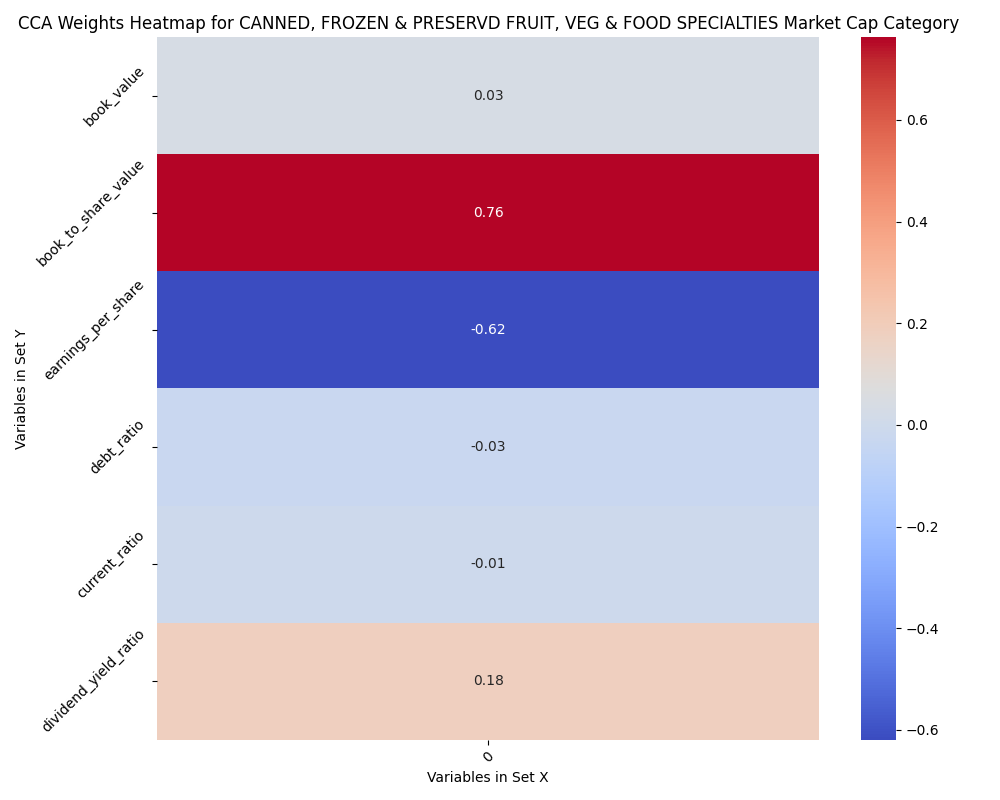 CCA Weights Heatmap for CANNED, FROZEN & PRESERVD FRUIT, VEG & FOOD SPECIALTIES Market Cap Category
Variables in Set Y
book_value
0.03
book_to_share_value
0.76
earnings_per_share
-0.62
debt_ratio
-0.03
current_ratio
-0.01
dividend_yield_ratio
0.18
0
Variables in Set X
0.6
0.4
0.2
0.0
−0.2
−0.4
−0.6